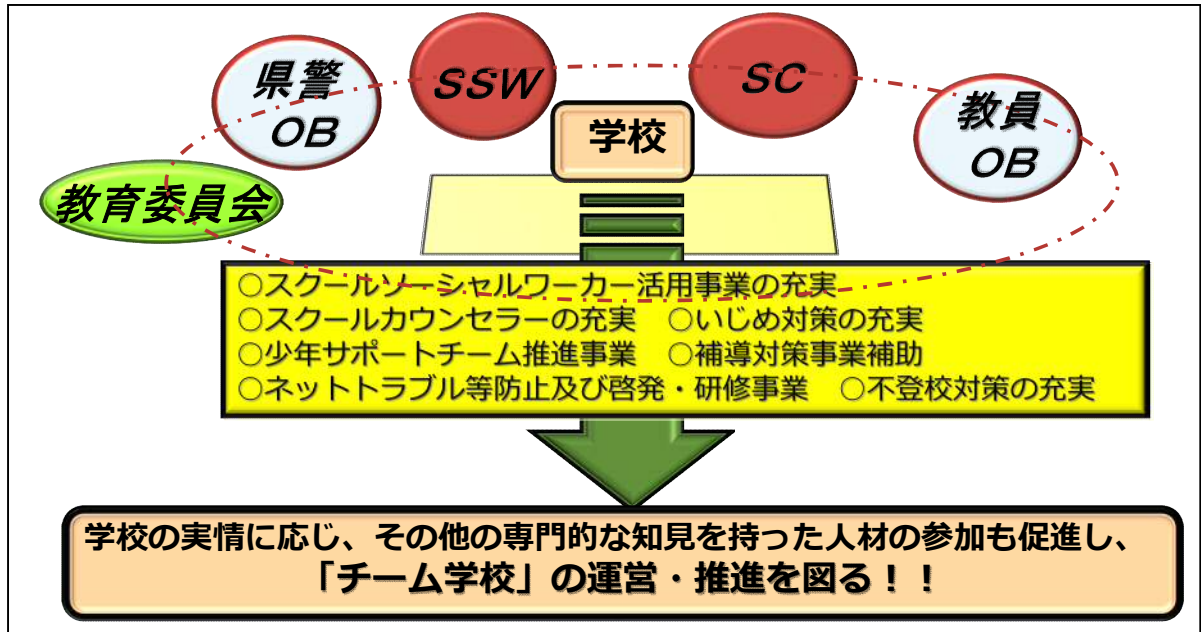 県警
OB
SSW
SC
教員
OB
学校
教育委員会
○スクールソーシャルワーカー活用事業の充実
○スクールカウンセラーの充実　○いじめ対策の充実
○少年サポートチーム推進事業　○補導対策事業補助
○ネットトラブル等防止及び啓発・研修事業　○不登校対策の充実
学校の実情に応じ、その他の専門的な知見を持った人材の参加も促進し、
「チーム学校」の運営・推進を図る！！